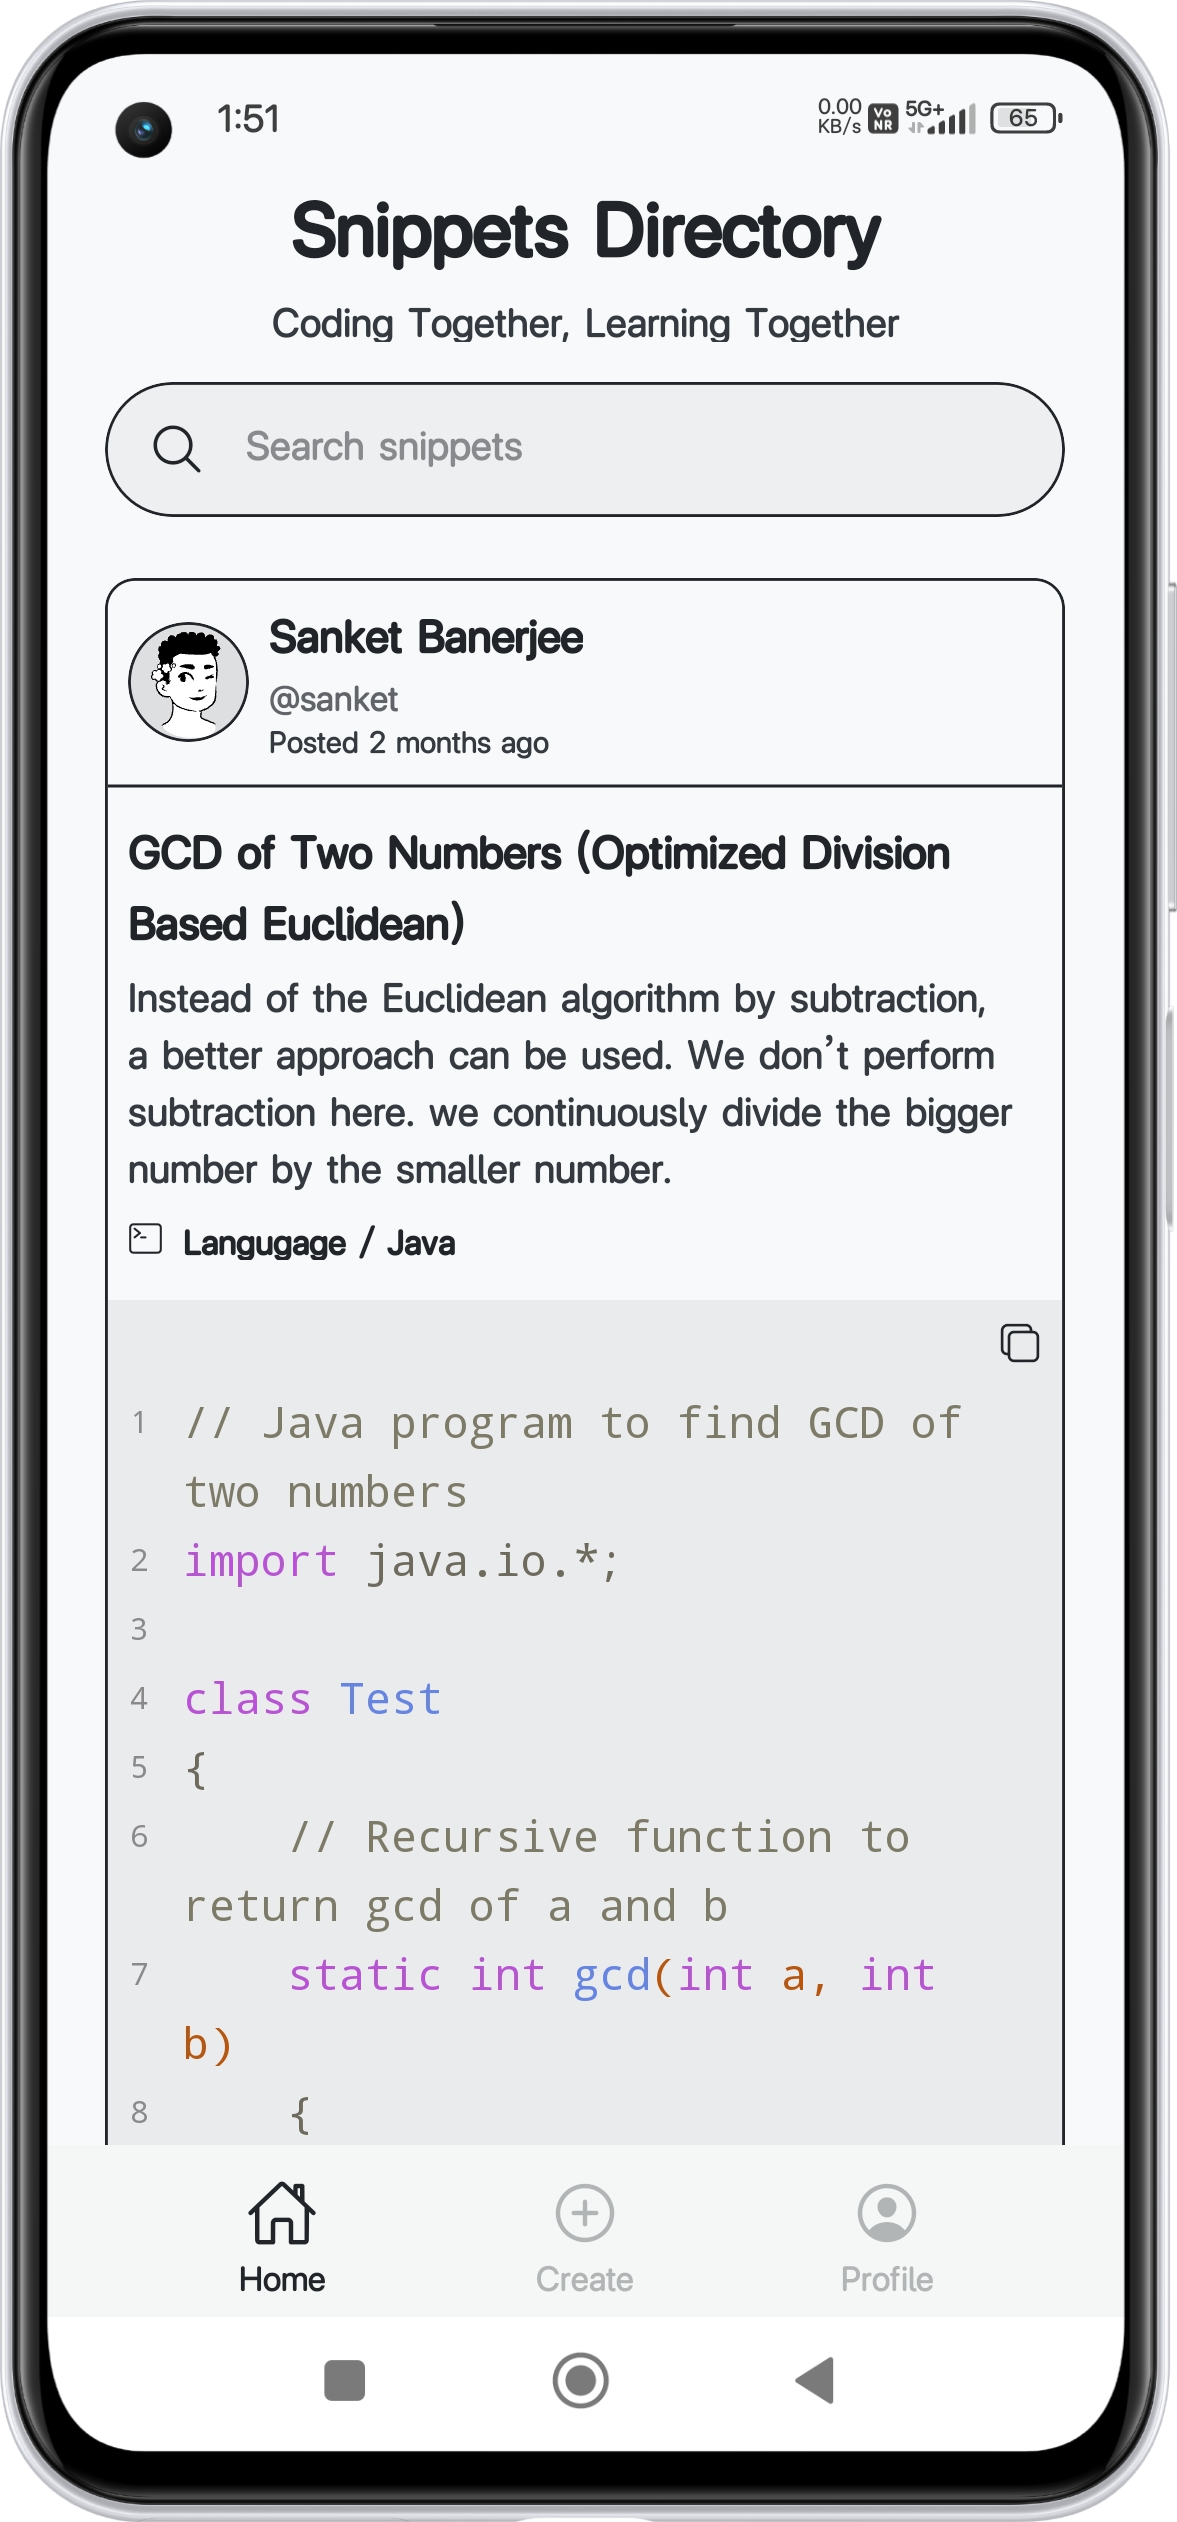 1:51
0.00
KB/s
Vo
NR
5G+
65
Snippets Directory
Coding Together, Learning Together
Search snippets
Sanket Banerjee
@sanket
Posted 2 months ago
GCD of Two Numbers (Optimized Division
Based Euclidean)
Instead of the Euclidean algorithm by subtraction,
a better approach can be used. We don’t perform
subtraction here. we continuously divide the bigger
number by the smaller number.
Langugage / Java
1 // Java program to find GCD of
two numbers
2 import java.io.*;
3
4 class Test
5 {
6 // Recursive function to
return gcd of a and b
7 static int gcd(int a, int
b)
8 {
Home
Create
Profile